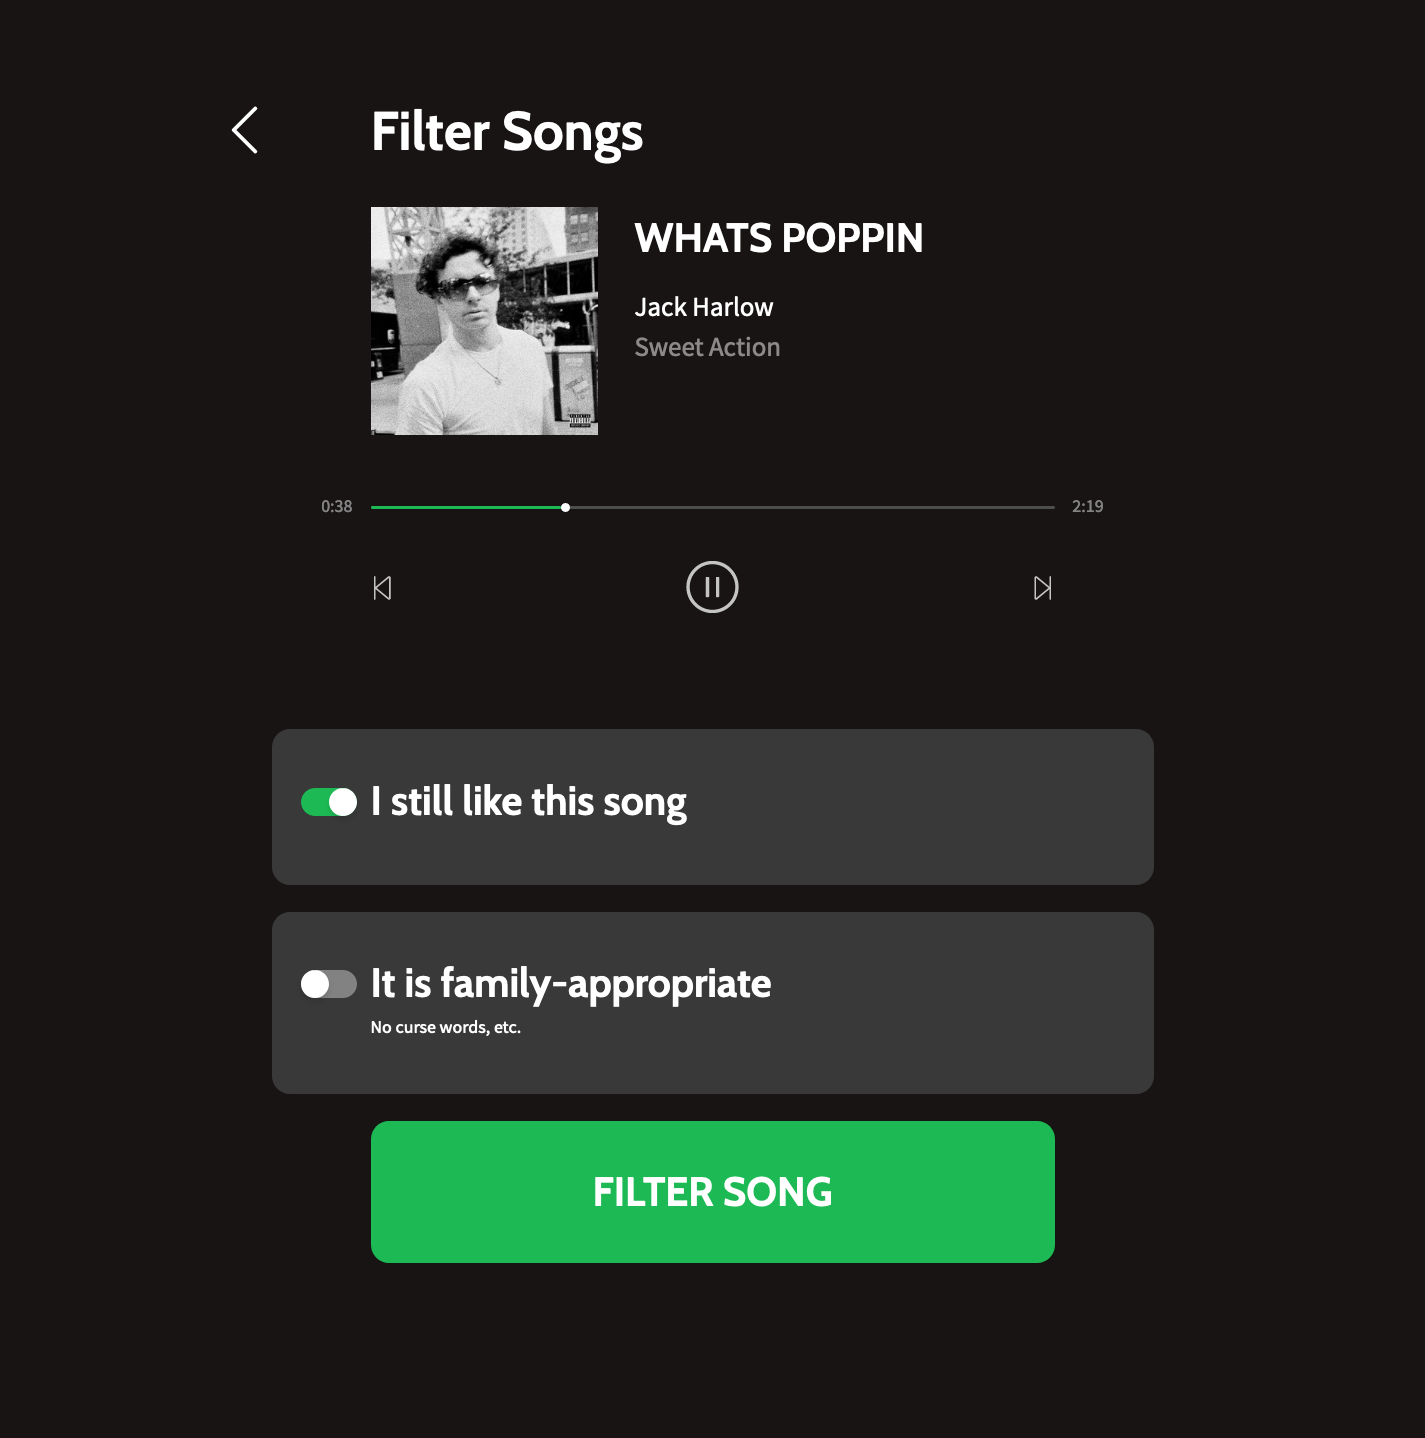 Filter Songs
WHATS POPPIN
Jack Harlow
Sweet Action
0:38
2:19
I still like this song
It is family-appropriate
No curse words, etc.
FILTER SONG